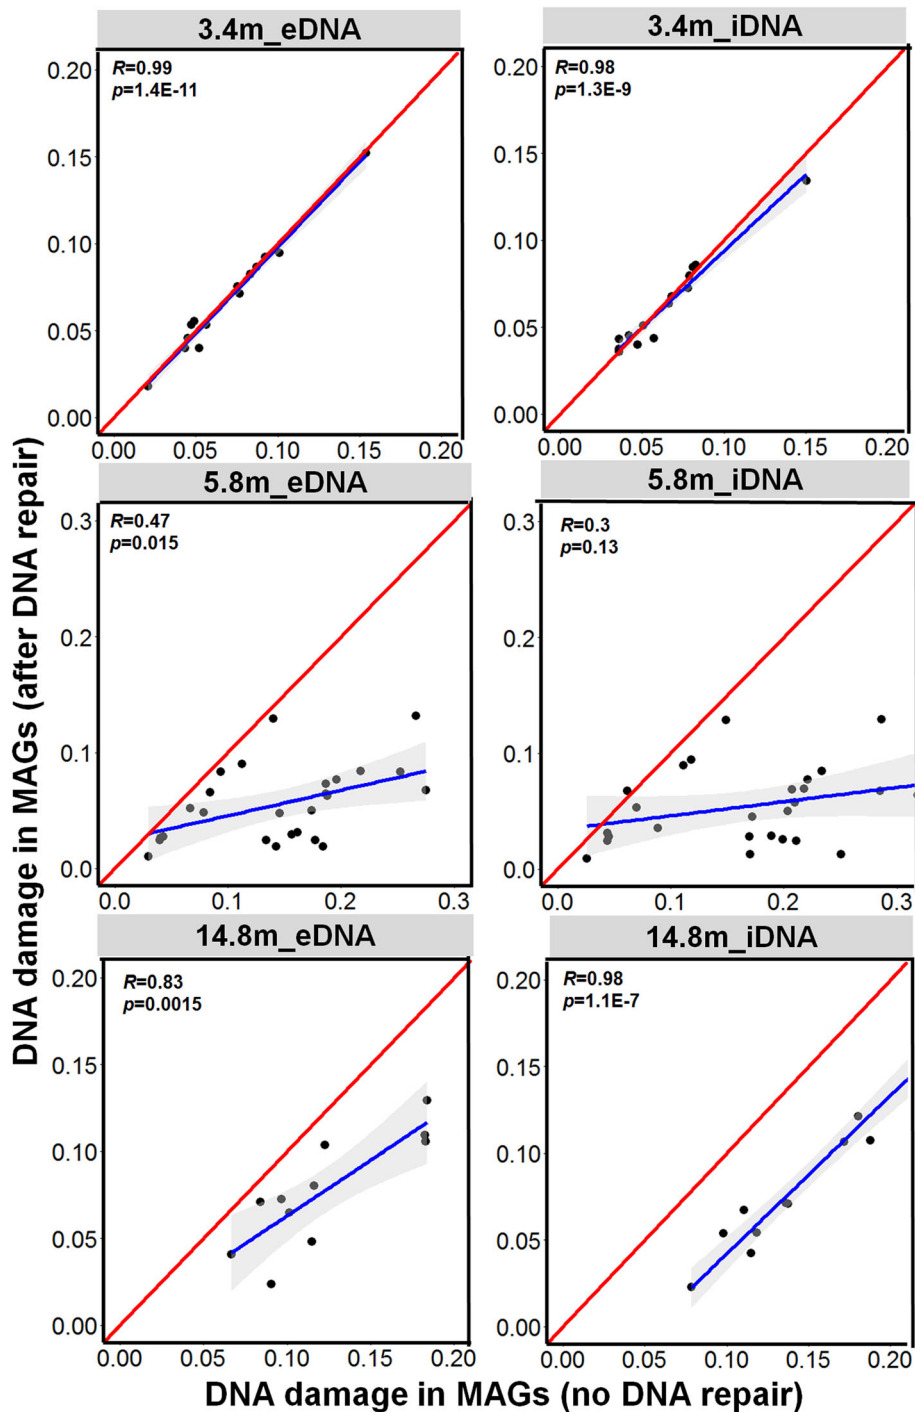 3.4m_eDNA
R=0.99
p=1.4E-11
0.20
0.15
0.10
0.05
0.00
0.00 0.05 0.10 0.15 0.20
3.4m_iDNA
R=0.98
p=1.3E-9
0.20
0.15
0.10
0.05
0.00
0.00 0.05 0.10 0.15 0.20
5.8m_eDNA
R=0.47
p=0.015
0.3
0.2
0.1
0.0
0.0 0.1 0.2 0.3
5.8m_iDNA
R=0.3
p=0.13
0.3
0.2
0.1
0.0
0.0 0.1 0.2 0.3
14.8m_eDNA
R=0.83
p=0.0015
0.20
0.15
0.10
0.05
0.00
0.00 0.05 0.10 0.15 0.20
14.8m_iDNA
R=0.98
p=1.1E-7
0.20
0.15
0.10
0.05
0.00
0.00 0.05 0.10 0.15 0.20
DNA damage in MAGs (after DNA repair)
DNA damage in MAGs (no DNA repair)